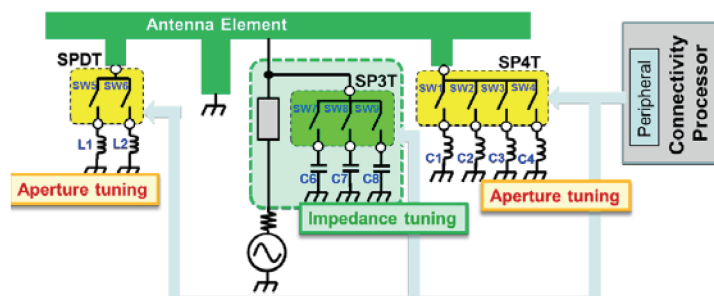 Antenna Element
SPDT
SW5 SW6
L1 L2
Aperture tuning
SP3T
SW7 SW8 SW9
C6 C7 C8
Impedance tuning
SP4T
SW1 SW2 SW3 SW4
C1 C2 C3 C4
Aperture tuning
Peripheral
Connectivity
Processor